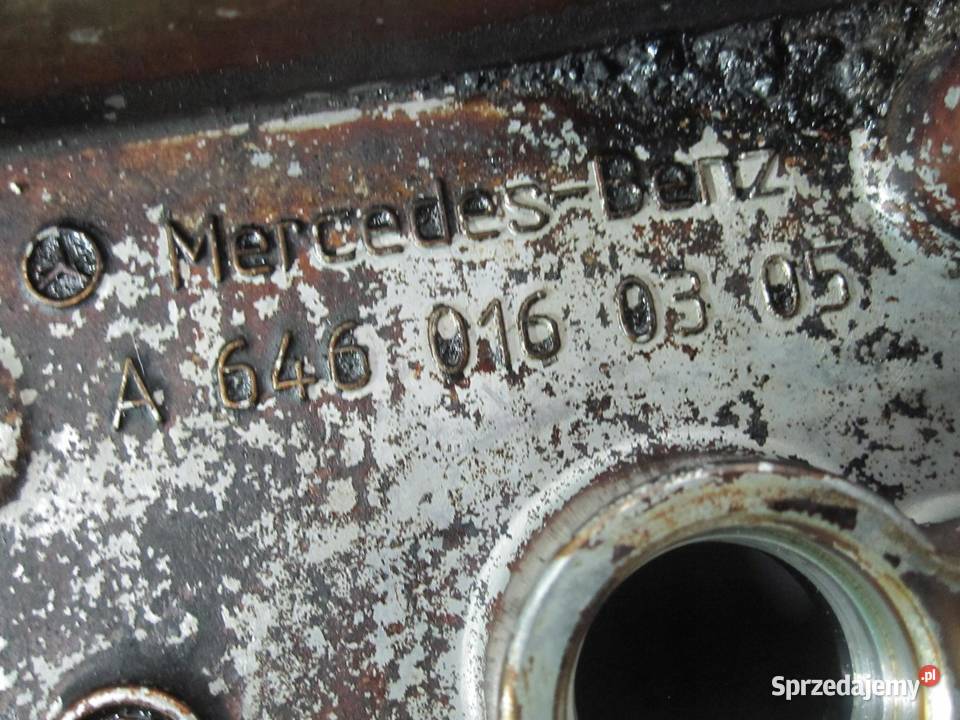 Mercedes-Benz
A 646 016 03 05
Sprzedajemy.pl